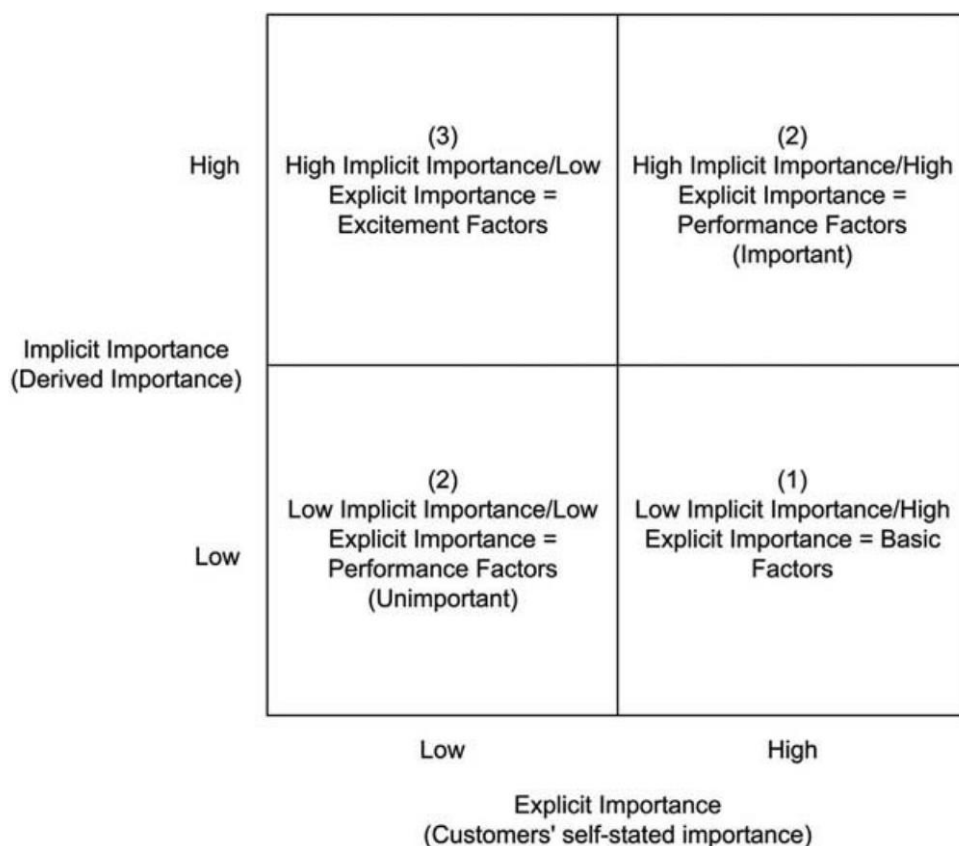 High
(3)
High Implicit Importance/Low
Explicit Importance =
Excitement Factors
(2)
High Implicit Importance/High
Explicit Importance =
Performance Factors
(Important)
Implicit Importance
(Derived Importance)
Low
(2)
Low Implicit Importance/Low
Explicit Importance =
Performance Factors
(Unimportant)
(1)
Low Implicit Importance/High
Explicit Importance = Basic
Factors
Low
High
Explicit Importance
(Customers' self-stated importance)